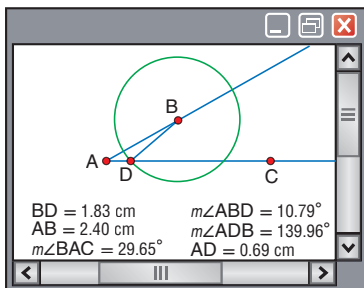 B
A
D
C
BD = 1.83 cm
AB = 2.40 cm
m∠BAC = 29.65°
m∠ABD = 10.79°
m∠ADB = 139.96°
AD = 0.69 cm